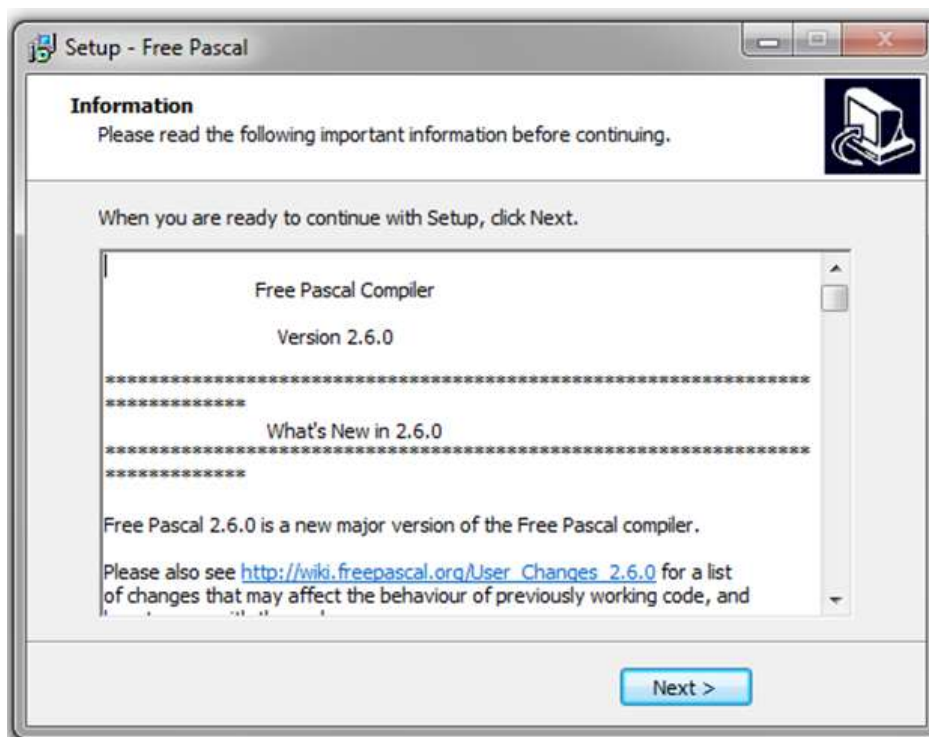 Setup - Free Pascal
Information
Please read the following important information before continuing.
When you are ready to continue with Setup, click Next.
Free Pascal Compiler
Version 2.6.0
*****************************************************************
*************
What's New in 2.6.0
*****************************************************************
*************
Free Pascal 2.6.0 is a new major version of the Free Pascal compiler.
Please also see http://wiki.freepascal.org/User_Changes_2.6.0 for a list
of changes that may affect the behaviour of previously working code, and
Next >